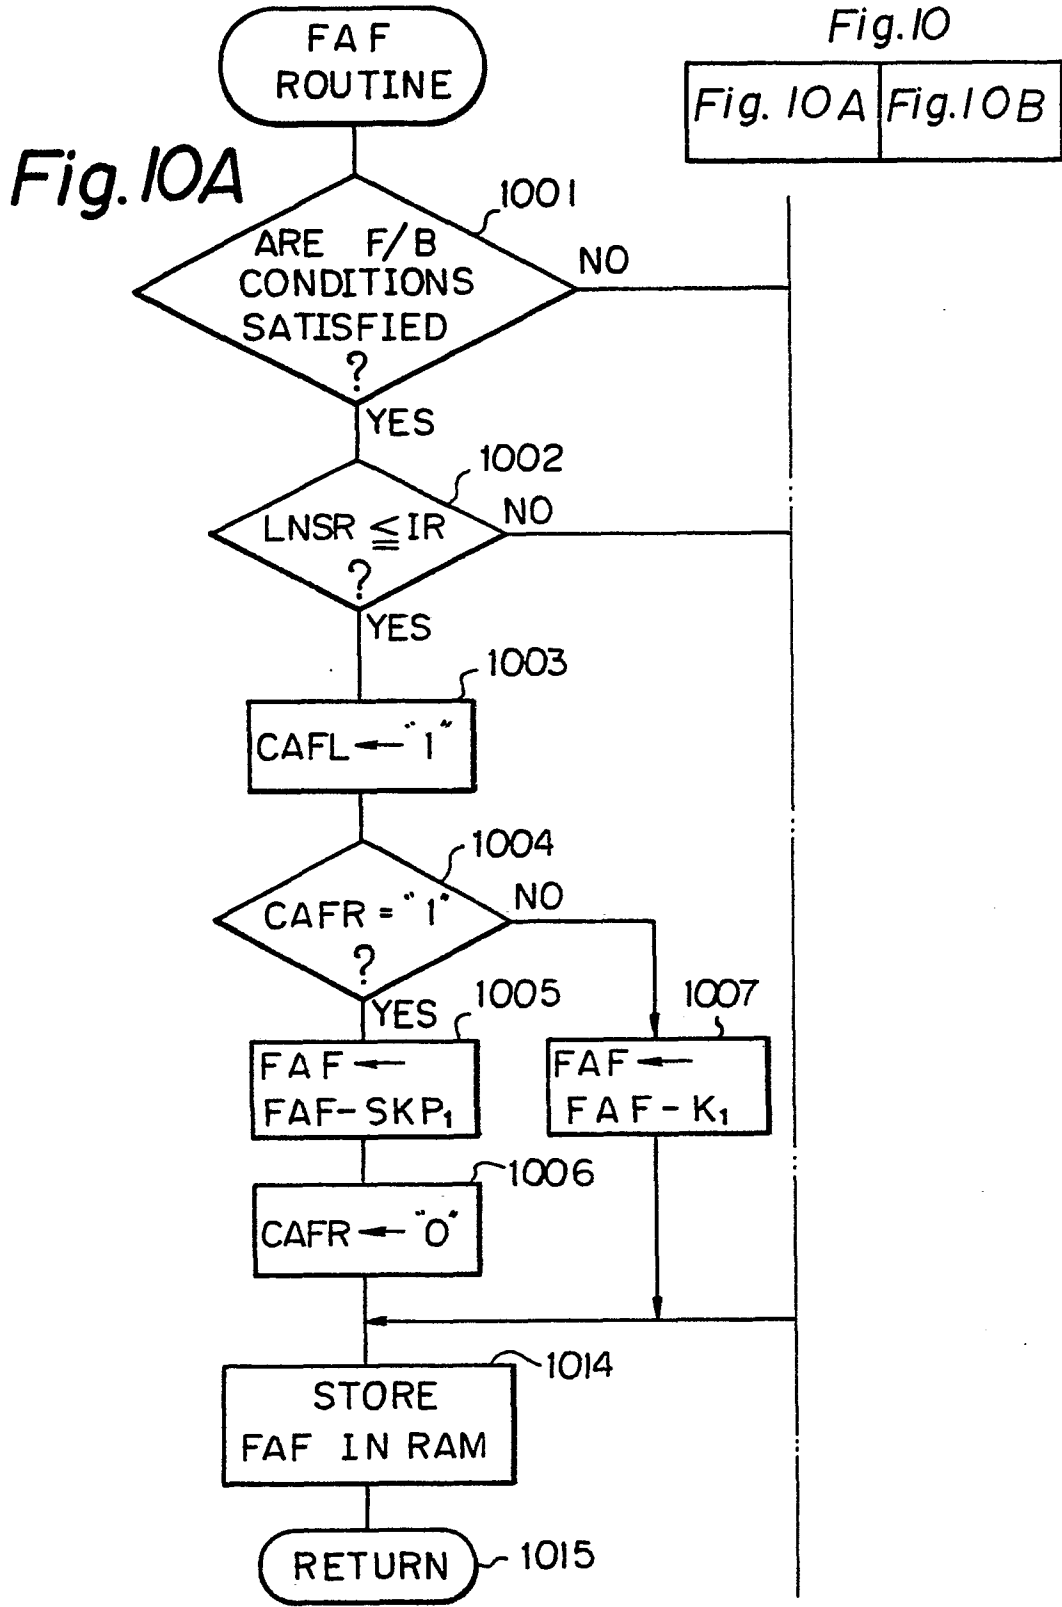 FAF
ROUTINE
Fig.10
Fig. 10A
Fig.10B
Fig.10A
1001
ARE F/B
CONDITIONS
SATISFIED
?
NO
YES
1002
LNSR ≦ IR
?
NO
YES
1003
CAFL ← "1"
1004
CAFR = "1"
?
NO
YES
1005
FAF ←
FAF-SKP₁
1007
FAF ←
FAF-K₁
1006
CAFR ← "0"
1014
STORE
FAF IN RAM
RETURN
1015